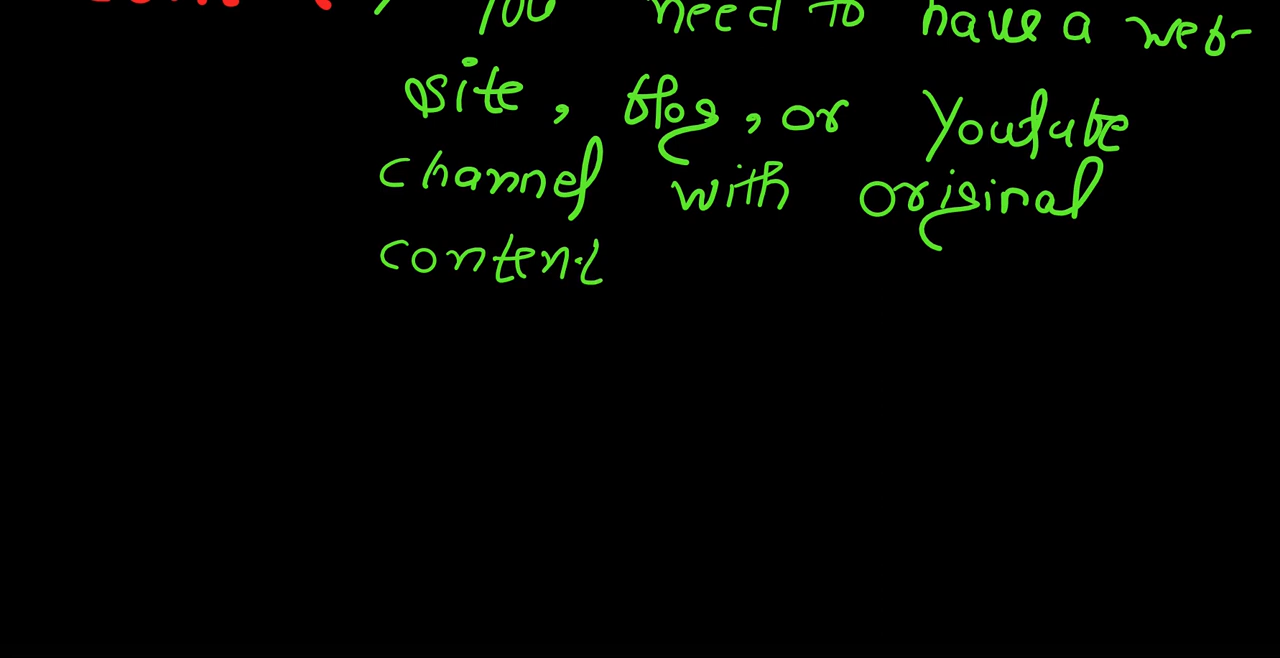 You need to have a web-
site, blog, or Youtube
channel with original
content